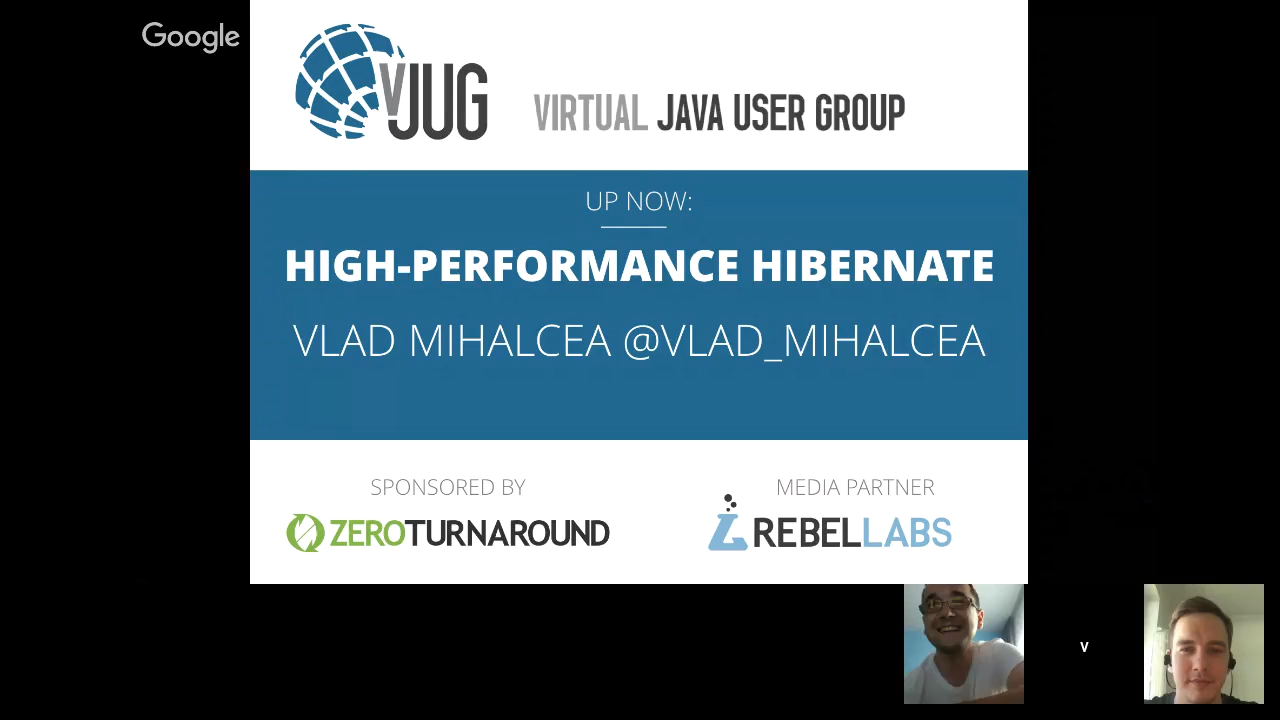 Google
vJUG
VIRTUAL JAVA USER GROUP
UP NOW:
HIGH-PERFORMANCE HIBERNATE
VLAD MIHALCEA @VLAD_MIHALCEA
SPONSORED BY
MEDIA PARTNER
ZEROTURNAROUND
REBELLABS
V